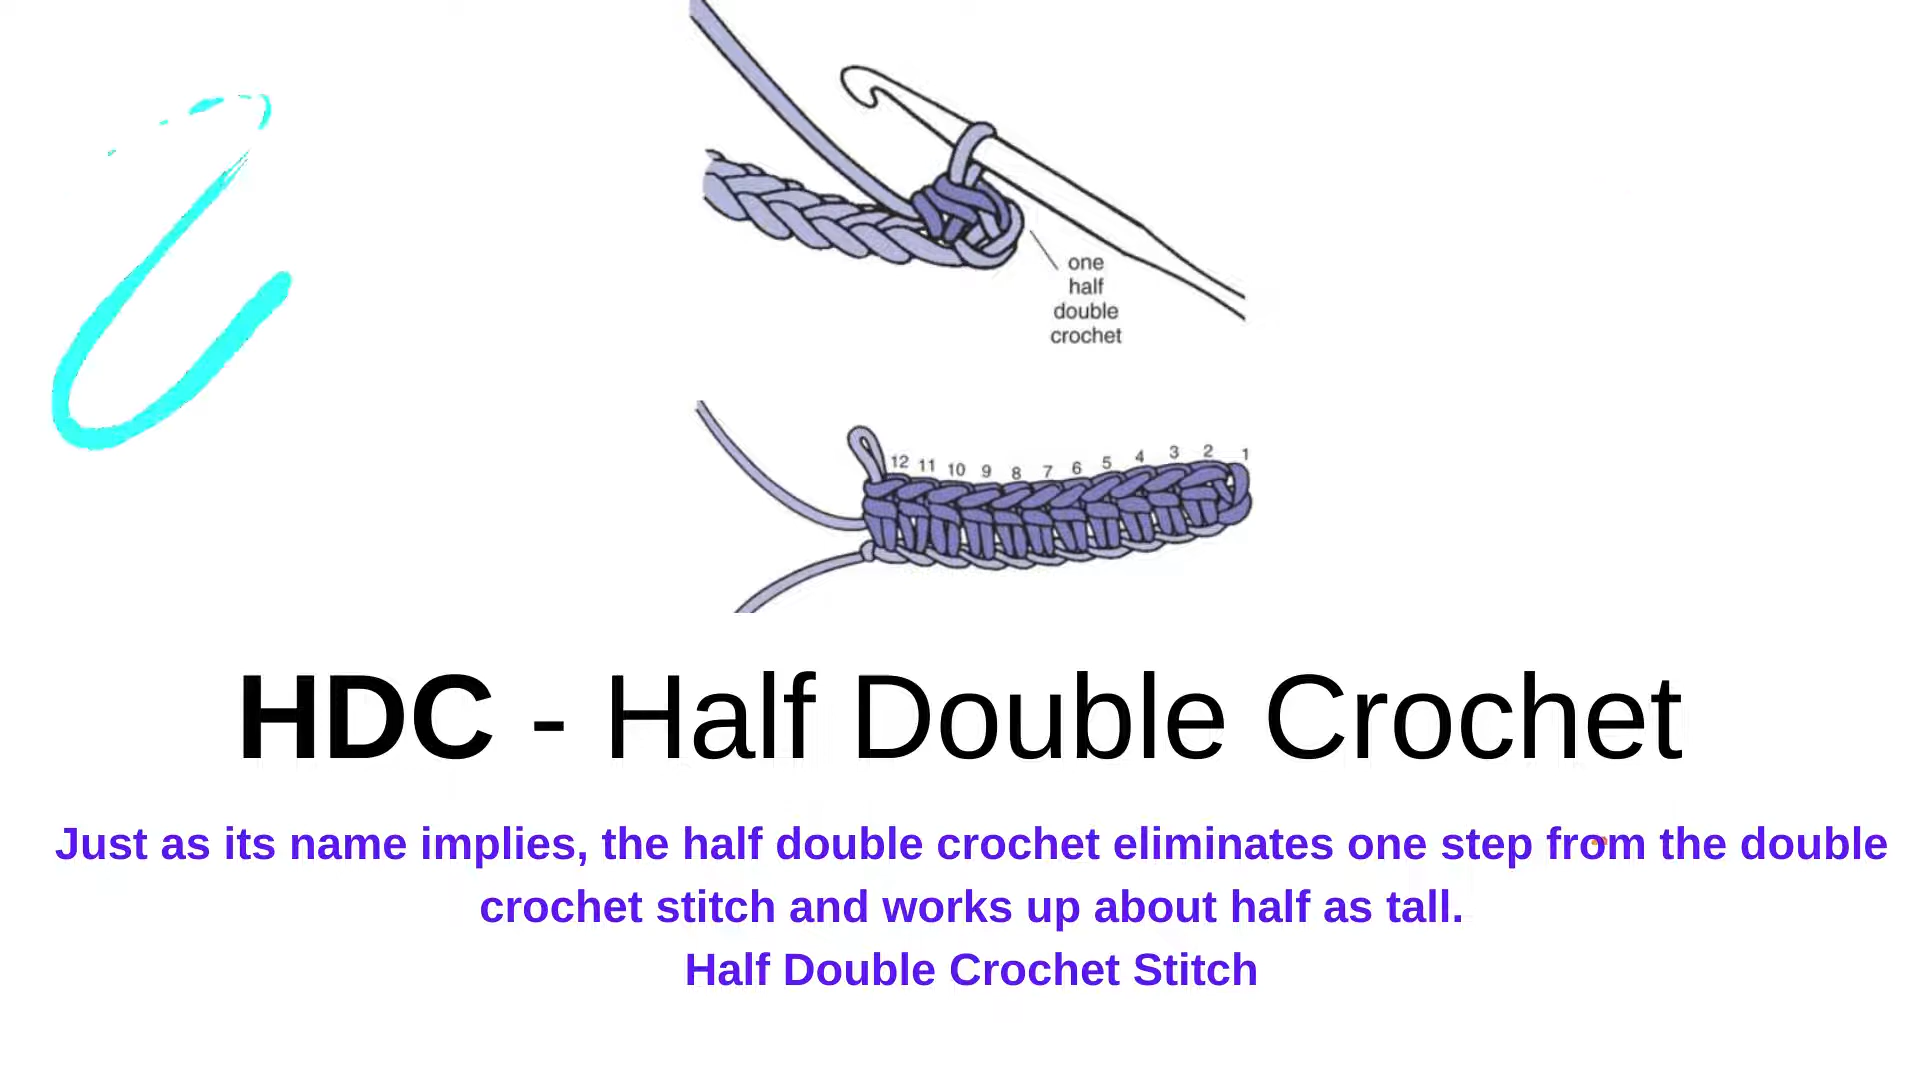 one
half
double
crochet
12 11 10 9 8 7 6 5 4 3 2 1
HDC - Half Double Crochet
Just as its name implies, the half double crochet eliminates one step from the double
crochet stitch and works up about half as tall.
Half Double Crochet Stitch